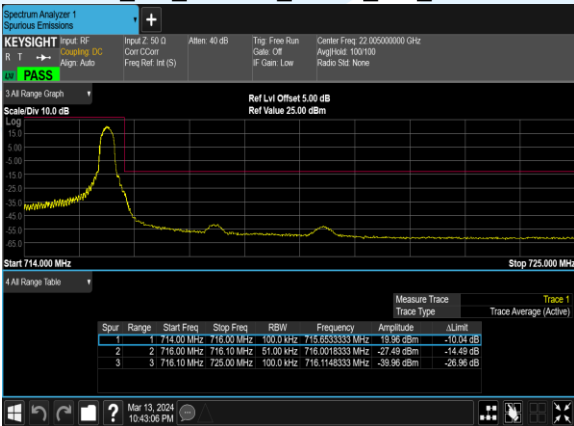 Spectrum Analyzer 1
Spurious Emissions
+
KEYSIGHT Input: RF Input Z: 50 Ω Atten: 40 dB Trig: Free Run Center Freq: 22.005000000 GHz
R T Coupling: DC Corr CCorr Gate: Off Avg|Hold: 100/100
Align: Auto Freq Ref: Int (S) IF Gain: Low Radio Std: None
LXI PASS
3 All Range Graph
Ref Lvl Offset 5.00 dB
Scale/Div 10.0 dB Ref Value 25.00 dBm
Log
15.0
5.00
-5.00
-15.0
-25.0
-35.0
-45.0
-55.0
-65.0
Start 714.000 MHz Stop 725.000 MHz
4 All Range Table
Measure Trace Trace 1
Trace Type Trace Average (Active)
Spur Range Start Freq Stop Freq RBW Frequency Amplitude ΔLimit
1 1 714.00 MHz 716.00 MHz 100.0 kHz 715.6533333 MHz 19.96 dBm -10.04 dB
2 2 716.00 MHz 716.10 MHz 51.00 kHz 716.0018333 MHz -27.49 dBm -14.49 dB
3 3 716.10 MHz 725.00 MHz 100.0 kHz 716.1148333 MHz -39.96 dBm -26.96 dB
? Mar 13, 2024
10:43:06 PM